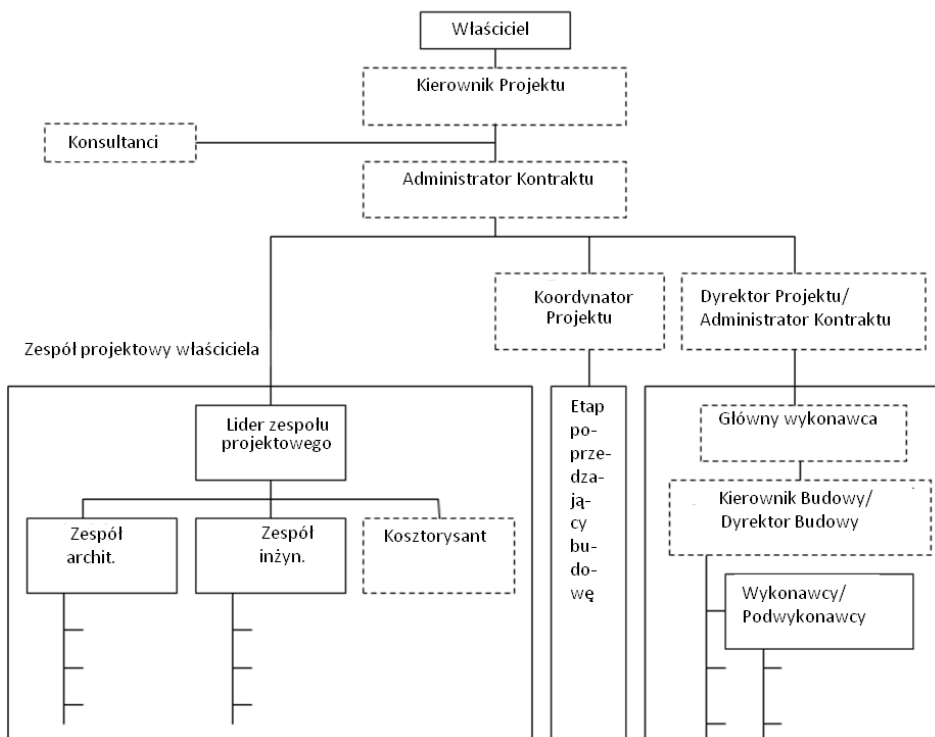 Właściciel
Kierownik Projektu
Konsultanci
Administrator Kontraktu
Koordynator
Projektu
Dyrektor Projektu/
Administrator Kontraktu
Zespół projektowy właściciela
Lider zespołu
projektowego
Zespół
archit.
Zespół
inżyn.
Kosztorysant
Etap
po-
prze-
dza-
ją-
cy
bu-
do-
wę
Główny wykonawca
Kierownik Budowy/
Dyrektor Budowy
Wykonawcy/
Podwykonawcy